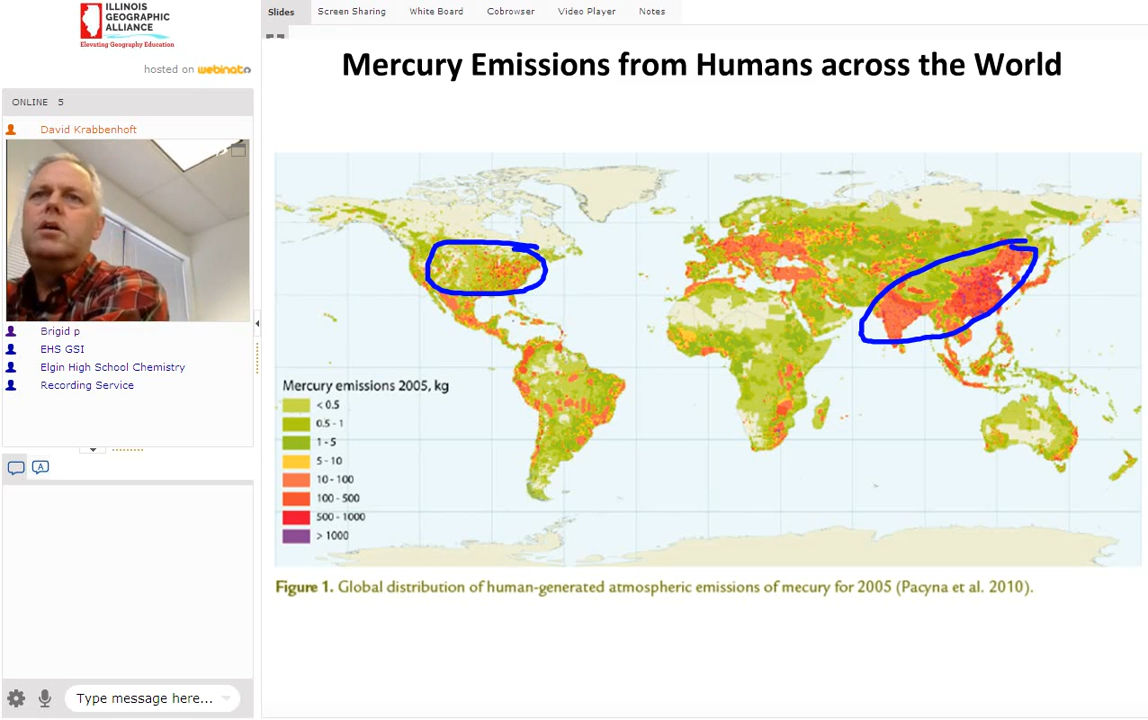 ILLINOIS
GEOGRAPHIC
ALLIANCE
Elevating Geography Education
hosted on webinato
ONLINE 5
David Krabbenhoft
Brigid p
EHS GSI
Elgin High School Chemistry
Recording Service
A
Type message here...
Slides Screen Sharing White Board Cobrowser Video Player Notes
Mercury Emissions from Humans across the World
Mercury emissions 2005, kg
< 0.5
0.5 - 1
1 - 5
5 - 10
10 - 100
100 - 500
500 - 1000
> 1000
Figure 1. Global distribution of human-generated atmospheric emissions of mecury for 2005 (Pacyna et al. 2010).